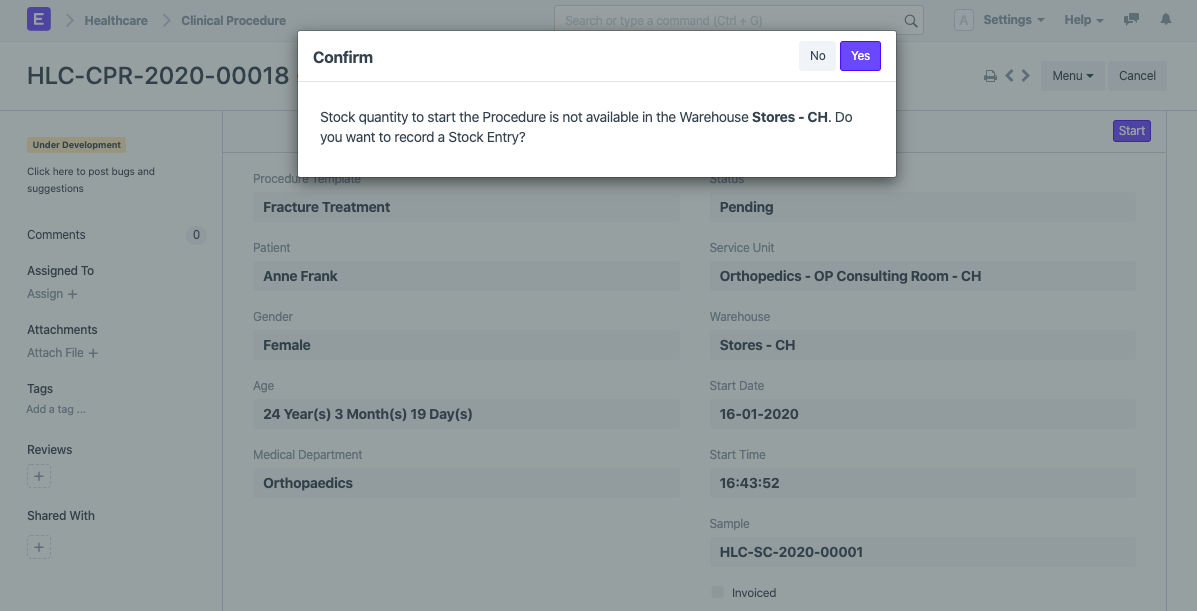 E Healthcare Clinical Procedure
Search or type a command (Ctrl + G)
A Settings Help
HLC-CPR-2020-00018
Menu Cancel
Confirm
No Yes
Stock quantity to start the Procedure is not available in the Warehouse Stores - CH. Do
you want to record a Stock Entry?
Start
Under Development
Click here to post bugs and
suggestions
Comments 0
Assigned To
Assign +
Attachments
Attach File +
Tags
Add a tag ...
Reviews
+
Shared With
+
Procedure Template
Fracture Treatment
Patient
Anne Frank
Gender
Female
Age
24 Year(s) 3 Month(s) 19 Day(s)
Medical Department
Orthopaedics
Status
Pending
Service Unit
Orthopedics - OP Consulting Room - CH
Warehouse
Stores - CH
Start Date
16-01-2020
Start Time
16:43:52
Sample
HLC-SC-2020-00001
Invoiced